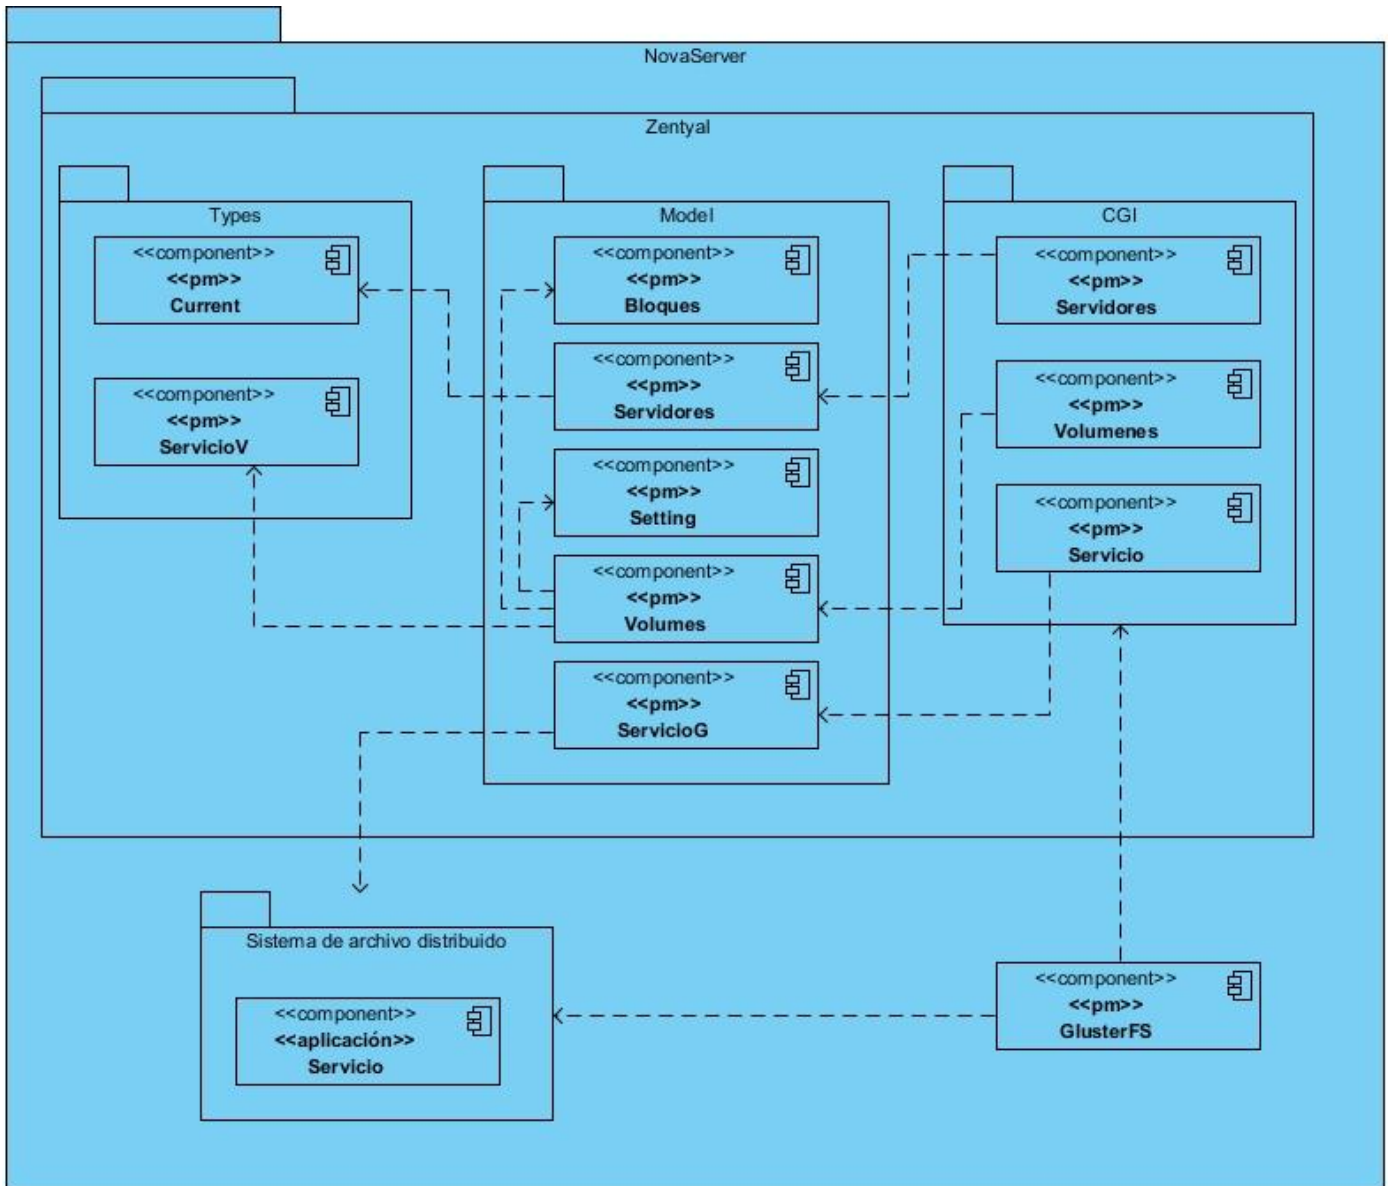 NovaServer
Zentyal
Types
<<component>>
<<pm>>
Current
<<component>>
<<pm>>
ServicioV
Model
<<component>>
<<pm>>
Bloques
<<component>>
<<pm>>
Servidores
<<component>>
<<pm>>
Setting
<<component>>
<<pm>>
Volumes
<<component>>
<<pm>>
ServicioG
CGI
<<component>>
<<pm>>
Servidores
<<component>>
<<pm>>
Volumenes
<<component>>
<<pm>>
Servicio
Sistema de archivo distribuido
<<component>>
<<aplicación>>
Servicio
<<component>>
<<pm>>
GlusterFS